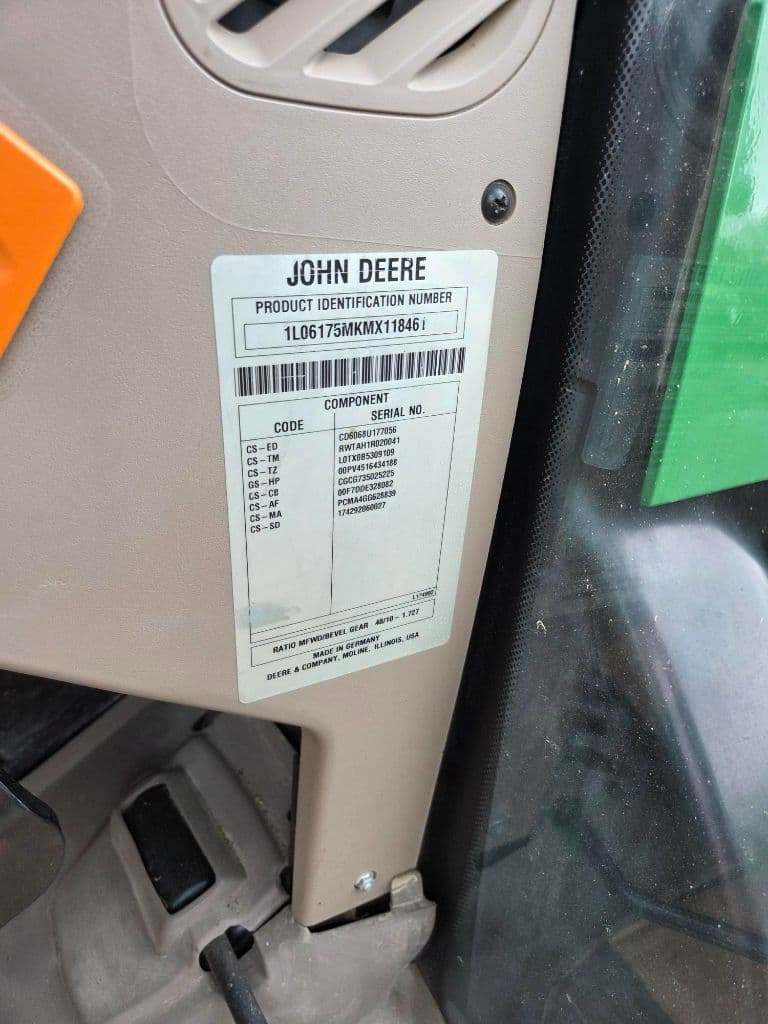 JOHN DEERE
PRODUCT IDENTIFICATION NUMBER
1L06175MKMX118461
COMPONENT
CODE SERIAL NO.
CS-ED CD6068U177056
CS-TM RWTAH1R020041
CS-TZ L0TX0B5309109
GS-HP 00PV4516434188
CS-CB CGCG735025225
CS-AF 00F7DDE328082
CS-MA PCMA4GG628839
CS-SD 174292060027
RATIO MFWD/BEVEL GEAR 48/10-1.727
MADE IN GERMANY
DEERE & COMPANY, MOLINE, ILLINOIS, USA